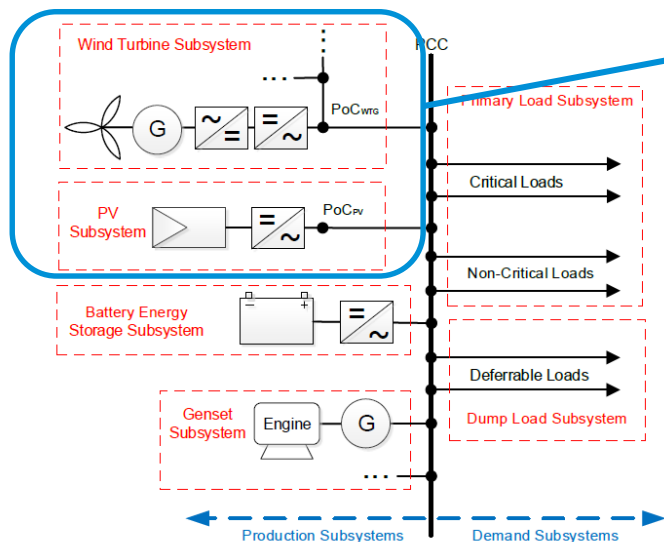 Wind Turbine Subsystem
PCC
PoCWTG
G
Primary Load Subsystem
Critical Loads
PV
Subsystem
PoCPV
Non-Critical Loads
Battery Energy
Storage Subsystem
Deferrable Loads
Genset
Subsystem
Engine
G
Dump Load Subsystem
Production Subsystems
Demand Subsystems